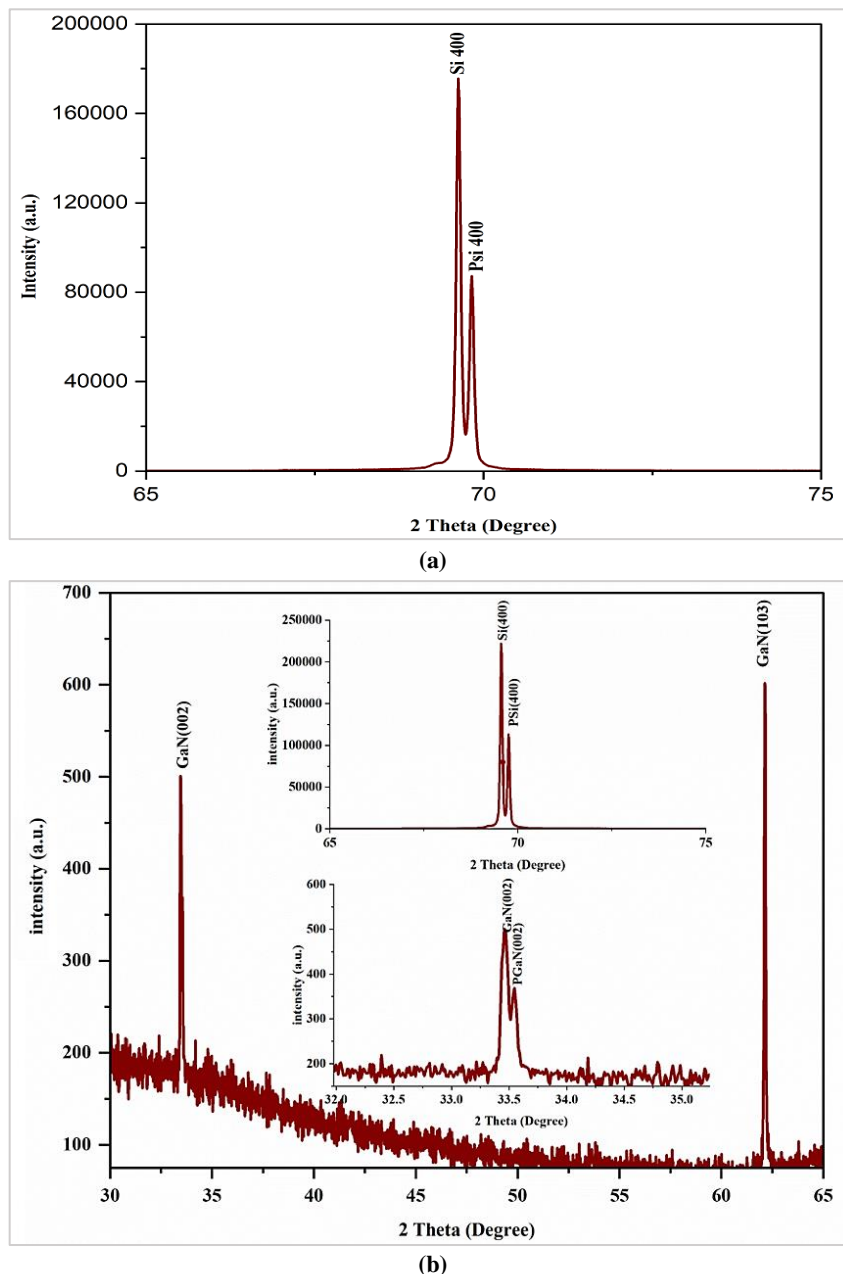 200000
160000
120000
80000
40000
0
65
70
75
Intensity (a.u.)
2 Theta (Degree)
Si 400
Psi 400
(a)
700
600
500
400
300
200
100
30
35
40
45
50
55
60
65
intensity (a.u.)
2 Theta (Degree)
GaN(002)
GaN(103)
250000
200000
150000
100000
50000
0
65
70
75
intensity (a.u.)
2 Theta (Degree)
Si(400)
PSi(400)
600
500
400
300
200
32.0
32.5
33.0
33.5
34.0
34.5
35.0
intensity (a.u.)
2 Theta (Degree)
GaN(002)
PGaN(002)
(b)